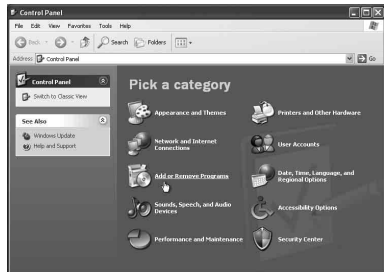 Control Panel
File Edit View Favorites Tools Help
Back Search Folders
Address Control Panel Go
Control Panel
Switch to Classic View
See Also
Windows Update
Help and Support
Pick a category
Appearance and Themes
Printers and Other Hardware
Network and Internet
Connections
User Accounts
Add or Remove Programs
Date, Time, Language, and
Regional Options
Sounds, Speech, and Audio
Devices
Accessibility Options
Performance and Maintenance
Security Center